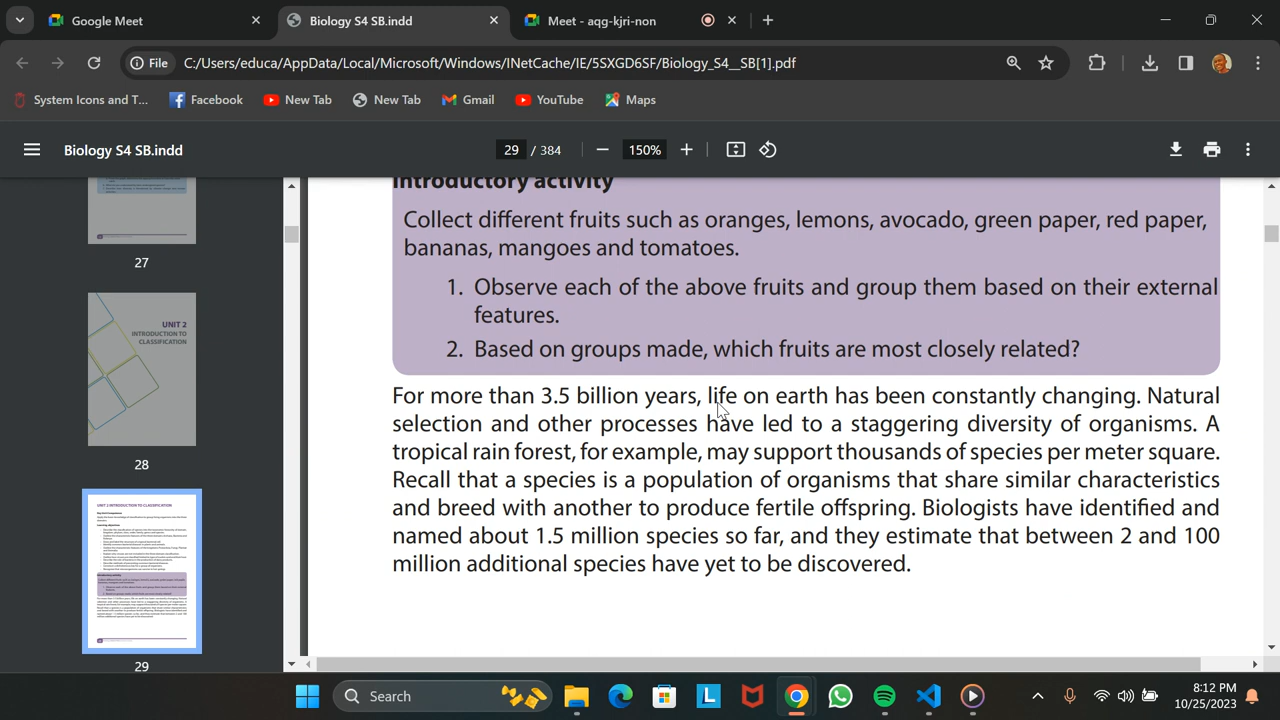 Google Meet
Biology S4 SB.indd
Meet - aqg-kjri-non
File
C:/Users/educa/AppData/Local/Microsoft/Windows/INetCache/IE/5SXGD6SF/Biology_S4__SB[1].pdf
System Icons and T...
Facebook
New Tab
New Tab
Gmail
YouTube
Maps
Biology S4 SB.indd
29 / 384
150%
27
UNIT 2
INTRODUCTION TO
CLASSIFICATION
28
UNIT 2 INTRODUCTION TO CLASSIFICATION
29
Introductory activity
Collect different fruits such as oranges, lemons, avocado, green paper, red paper,
bananas, mangoes and tomatoes.
1. Observe each of the above fruits and group them based on their external
features.
2. Based on groups made, which fruits are most closely related?
For more than 3.5 billion years, life on earth has been constantly changing. Natural
selection and other processes have led to a staggering diversity of organisms. A
tropical rain forest, for example, may support thousands of species per meter square.
Recall that a species is a population of organisms that share similar characteristics
and breed with another to produce fertile offspring. Biologists have identified and
named about 1.5 million species so far, and they estimate that between 2 and 100
million additional species have yet to be discovered.
Search
L
8:12 PM
10/25/2023